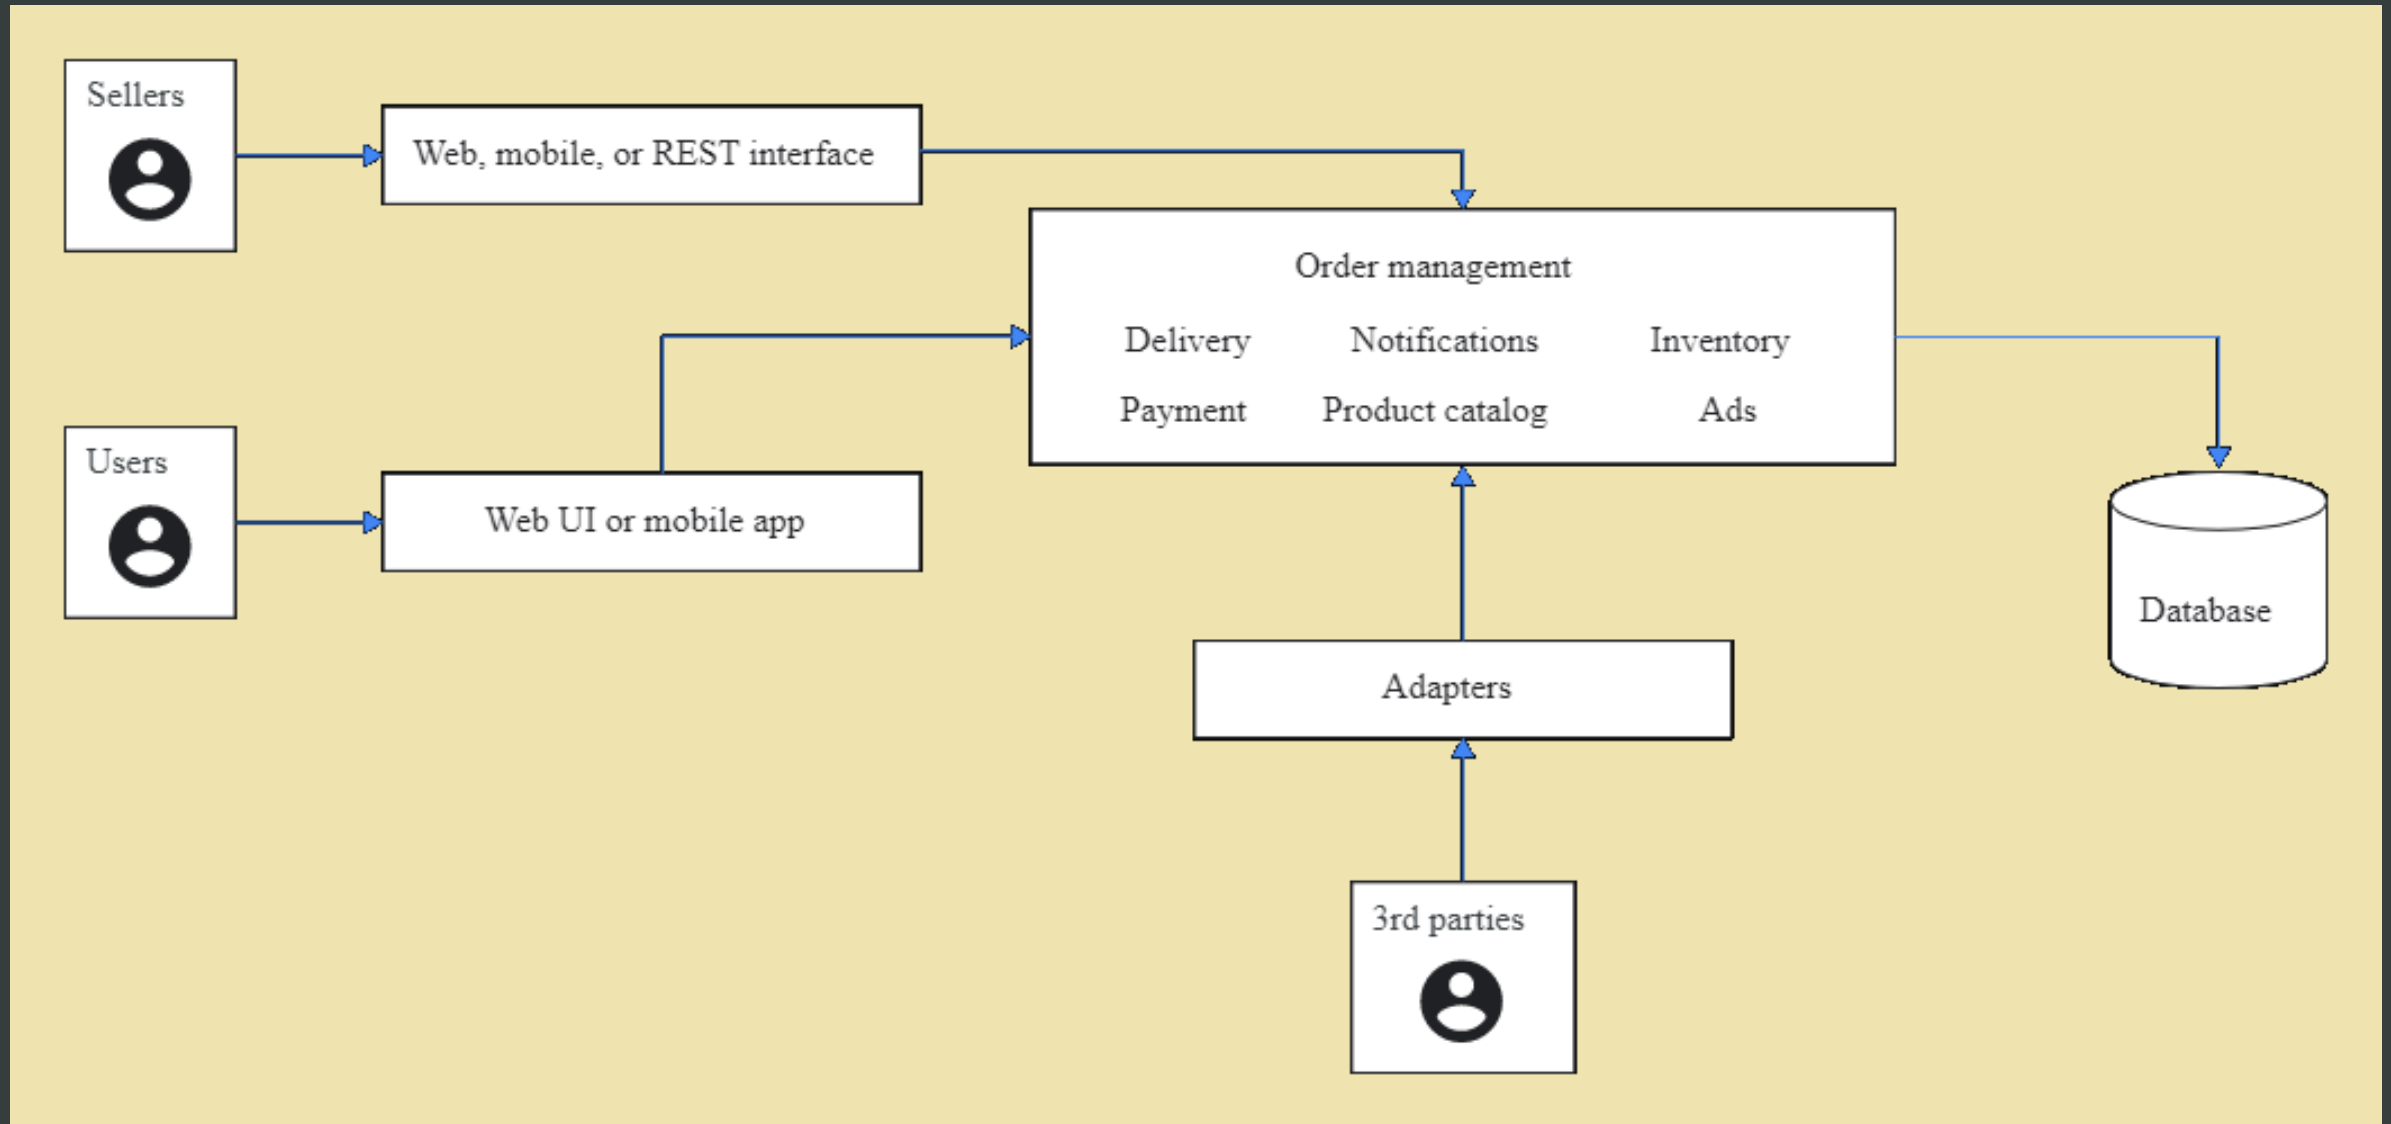 Sellers
Web, mobile, or REST interface
Order management
Delivery Notifications Inventory
Payment Product catalog Ads
Users
Web UI or mobile app
Database
Adapters
3rd parties